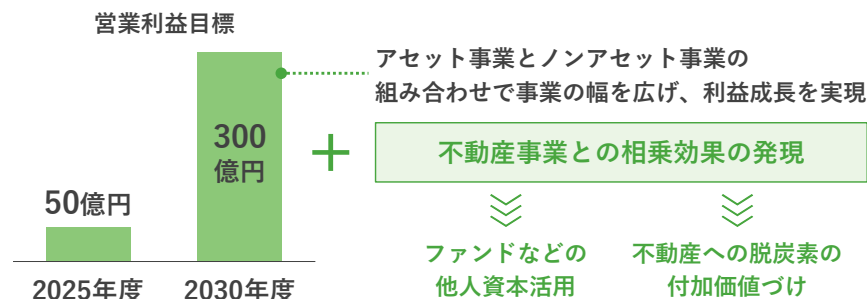 営業利益目標
300
億円
50億円
2025年度
2030年度
アセット事業とノンアセット事業の
組み合わせで事業の幅を広げ、利益成長を実現
+
不動産事業との相乗効果の発現
ファンドなどの
他人資本活用
不動産への脱炭素の
付加価値づけ